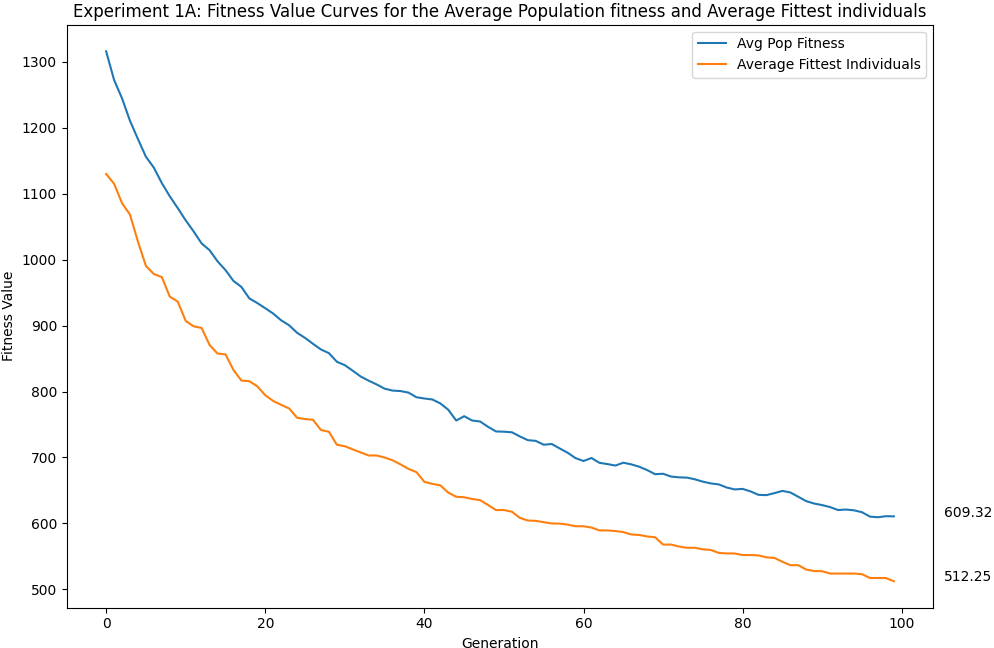 Experiment 1A: Fitness Value Curves for the Average Population fitness and Average Fittest individuals
Avg Pop Fitness
Average Fittest Individuals
1300
1200
1100
1000
900
800
700
600
500
Fitness Value
609.32
512.25
0 20 40 60 80 100
Generation